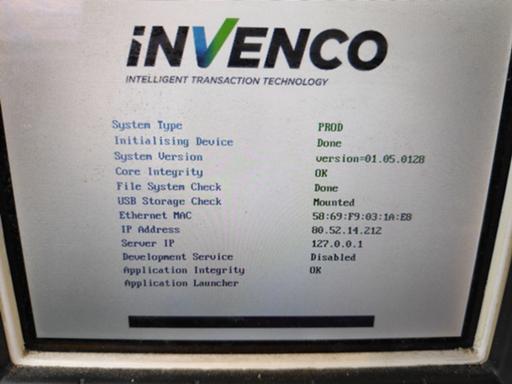 iNVENCO
INTELLIGENT TRANSACTION TECHNOLOGY
System Type PROD
Initialising Device Done
System Version version=01.05.0128
Core Integrity OK
File System Check Done
USB Storage Check Mounted
Ethernet MAC 58:69:F9:03:1A:E8
IP Address 80.52.14.212
Server IP 127.0.0.1
Development Service Disabled
Application Integrity OK
Application Launcher